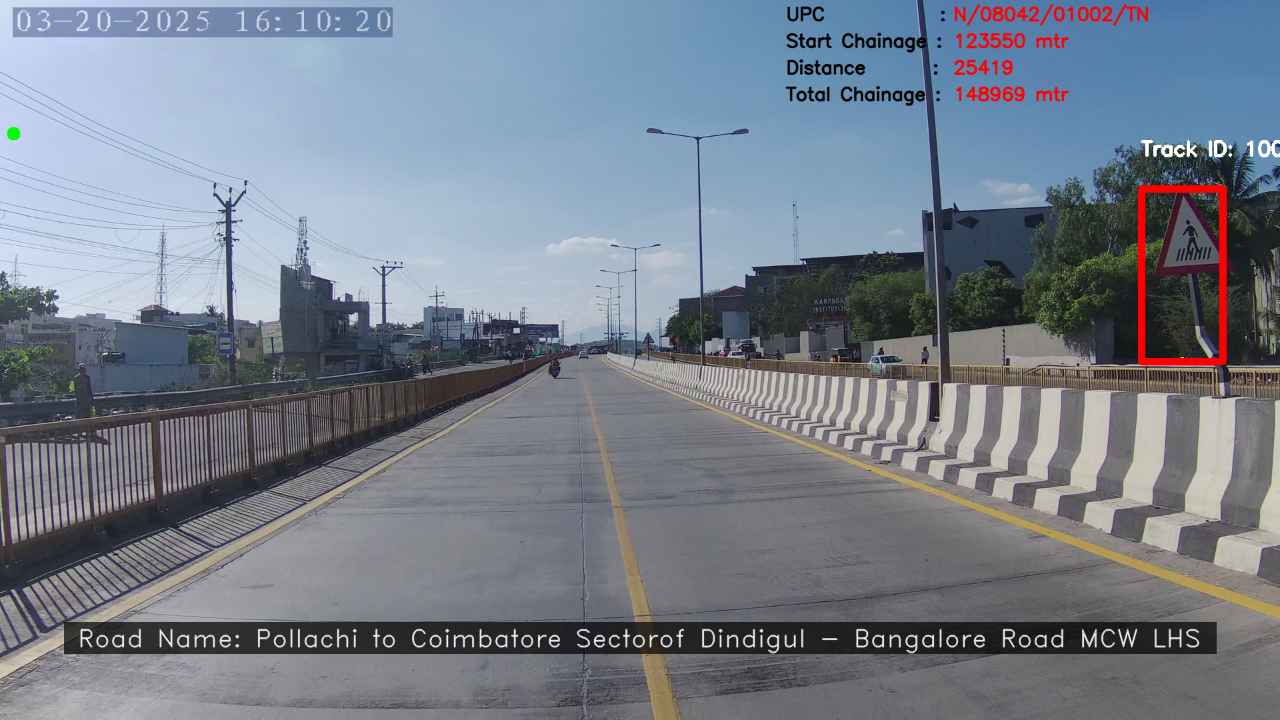 03-20-2025 16:10:20
UPC : N/08042/01002/TN
Start Chainage : 123550 mtr
Distance : 25419
Total Chainage : 148969 mtr
Track ID: 100
Road Name: Pollachi to Coimbatore Sectorof Dindigul - Bangalore Road MCW LHS